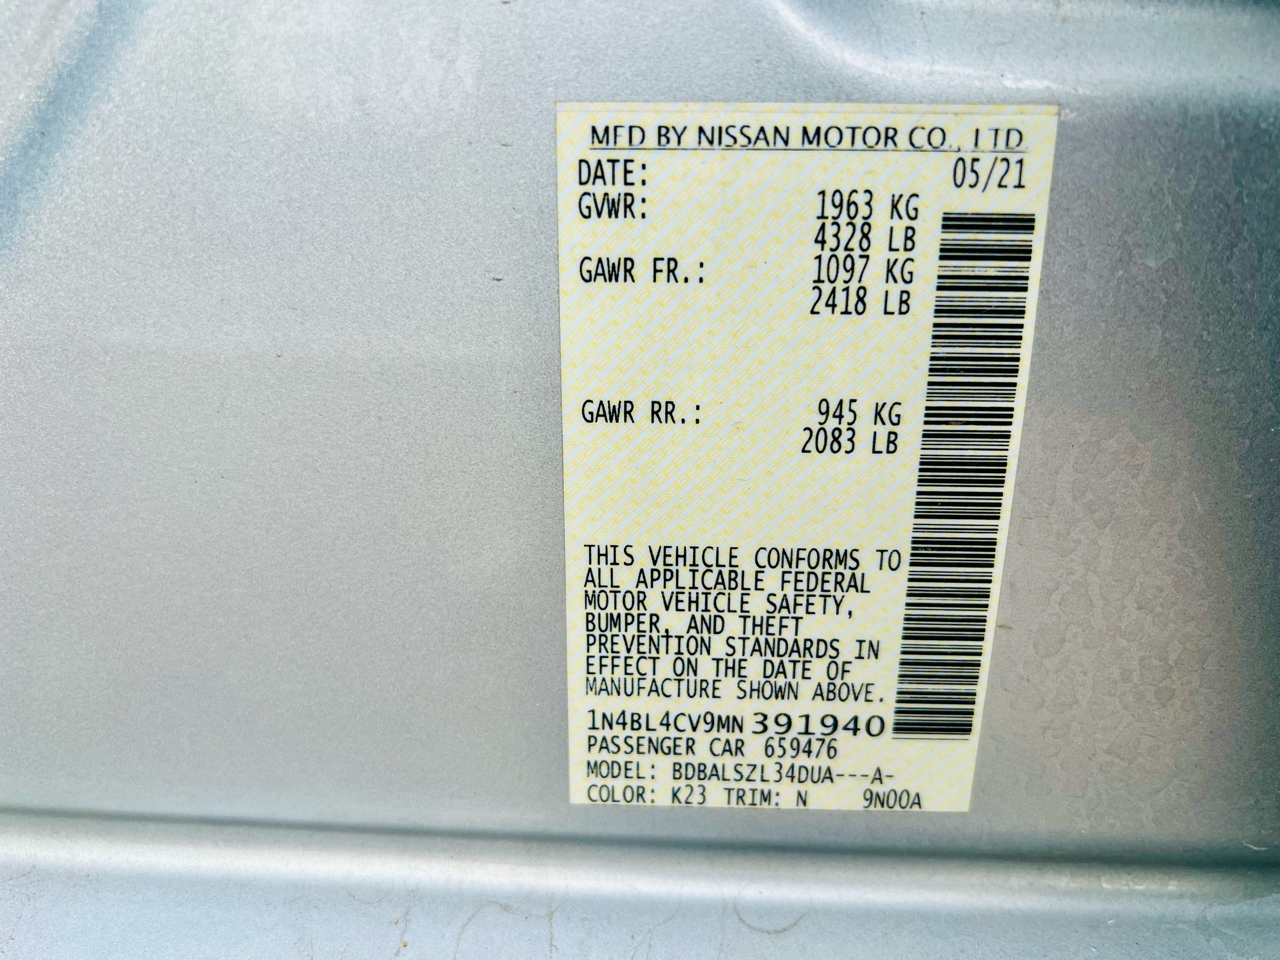 MFD BY NISSAN MOTOR CO., LTD.
DATE: 05/21
GVWR: 1963 KG
4328 LB
GAWR FR.: 1097 KG
2418 LB
GAWR RR.: 945 KG
2083 LB
THIS VEHICLE CONFORMS TO
ALL APPLICABLE FEDERAL
MOTOR VEHICLE SAFETY,
BUMPER, AND THEFT
PREVENTION STANDARDS IN
EFFECT ON THE DATE OF
MANUFACTURE SHOWN ABOVE.
1N4BL4CV9MN391940
PASSENGER CAR 659476
MODEL: BDBALSZL34DUA---A-
COLOR: K23 TRIM: N 9N00A